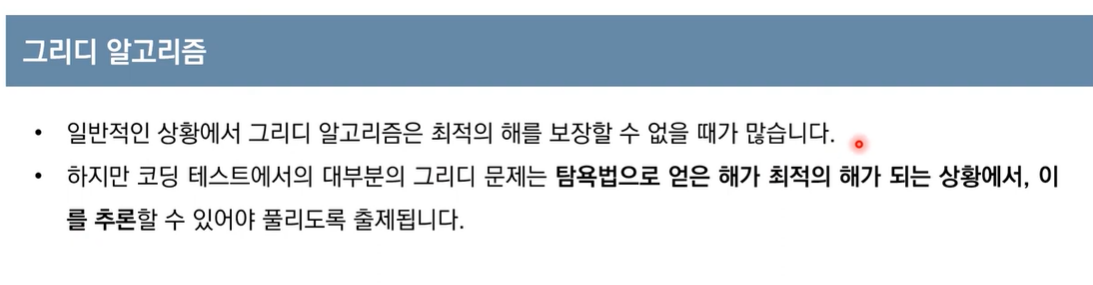 그리디 알고리즘
• 일반적인 상황에서 그리디 알고리즘은 최적의 해를 보장할 수 없을 때가 많습니다.
• 하지만 코딩 테스트에서의 대부분의 그리디 문제는 탐욕법으로 얻은 해가 최적의 해가 되는 상황에서, 이
를 추론할 수 있어야 풀리도록 출제됩니다.